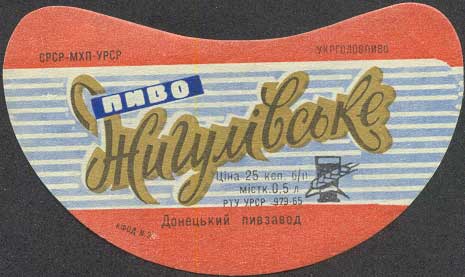 СРСР-МХП-УРСР
УКРГОЛОВПИВО
ПИВО
Жигулівське
Ціна 25 коп. б/п
містк. 0,5 л
РТУ УРСР 979-65
Донецький пивзавод